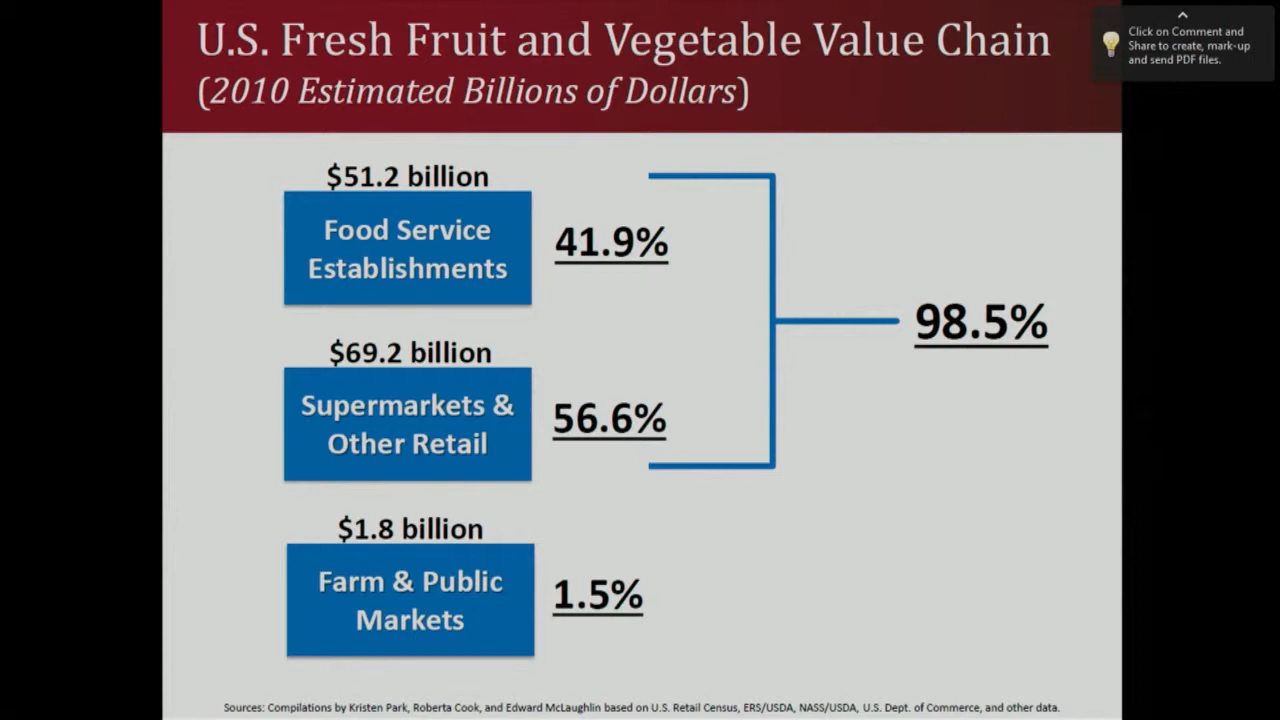 U.S. Fresh Fruit and Vegetable Value Chain
(2010 Estimated Billions of Dollars)
Click on Comment and
Share to create, mark-up
and send PDF files.
$51.2 billion
Food Service
Establishments
41.9%
98.5%
$69.2 billion
Supermarkets &
Other Retail
56.6%
$1.8 billion
Farm & Public
Markets
1.5%
Sources: Compilations by Kristen Park, Roberta Cook, and Edward McLaughlin based on U.S. Retail Census, ERS/USDA, NASS/USDA, U.S. Dept. of Commerce, and other data.